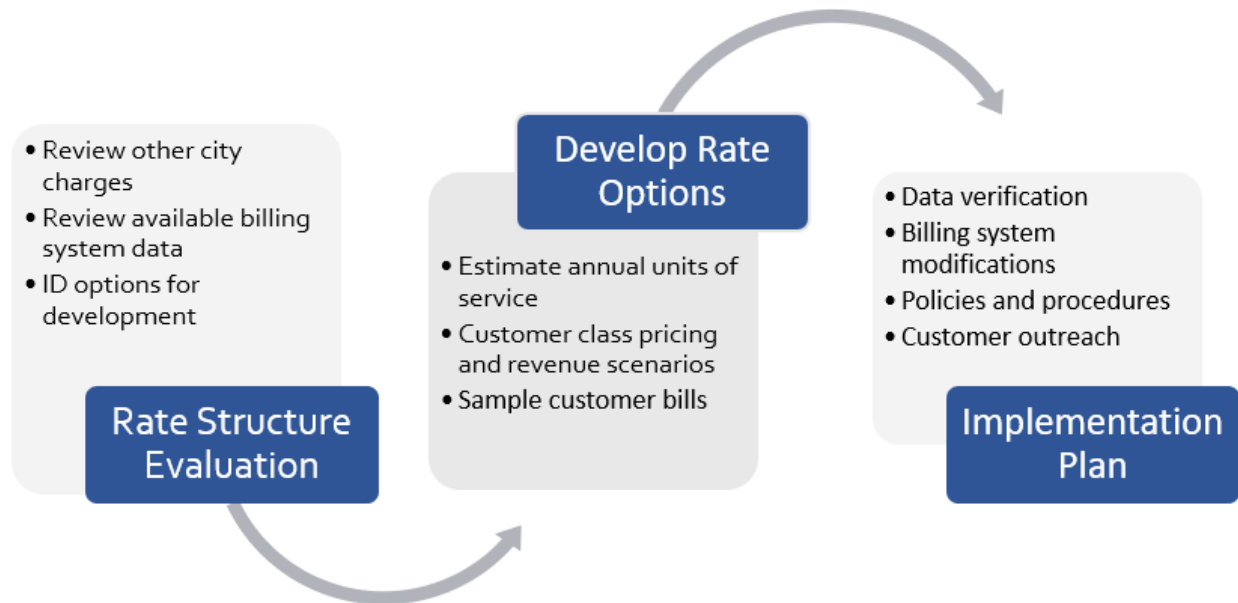 • Review other city
charges
• Review available billing
system data
• ID options for
development
Rate Structure
Evaluation
Develop Rate
Options
• Estimate annual units of
service
• Customer class pricing
and revenue scenarios
• Sample customer bills
• Data verification
• Billing system
modifications
• Policies and procedures
• Customer outreach
Implementation
Plan